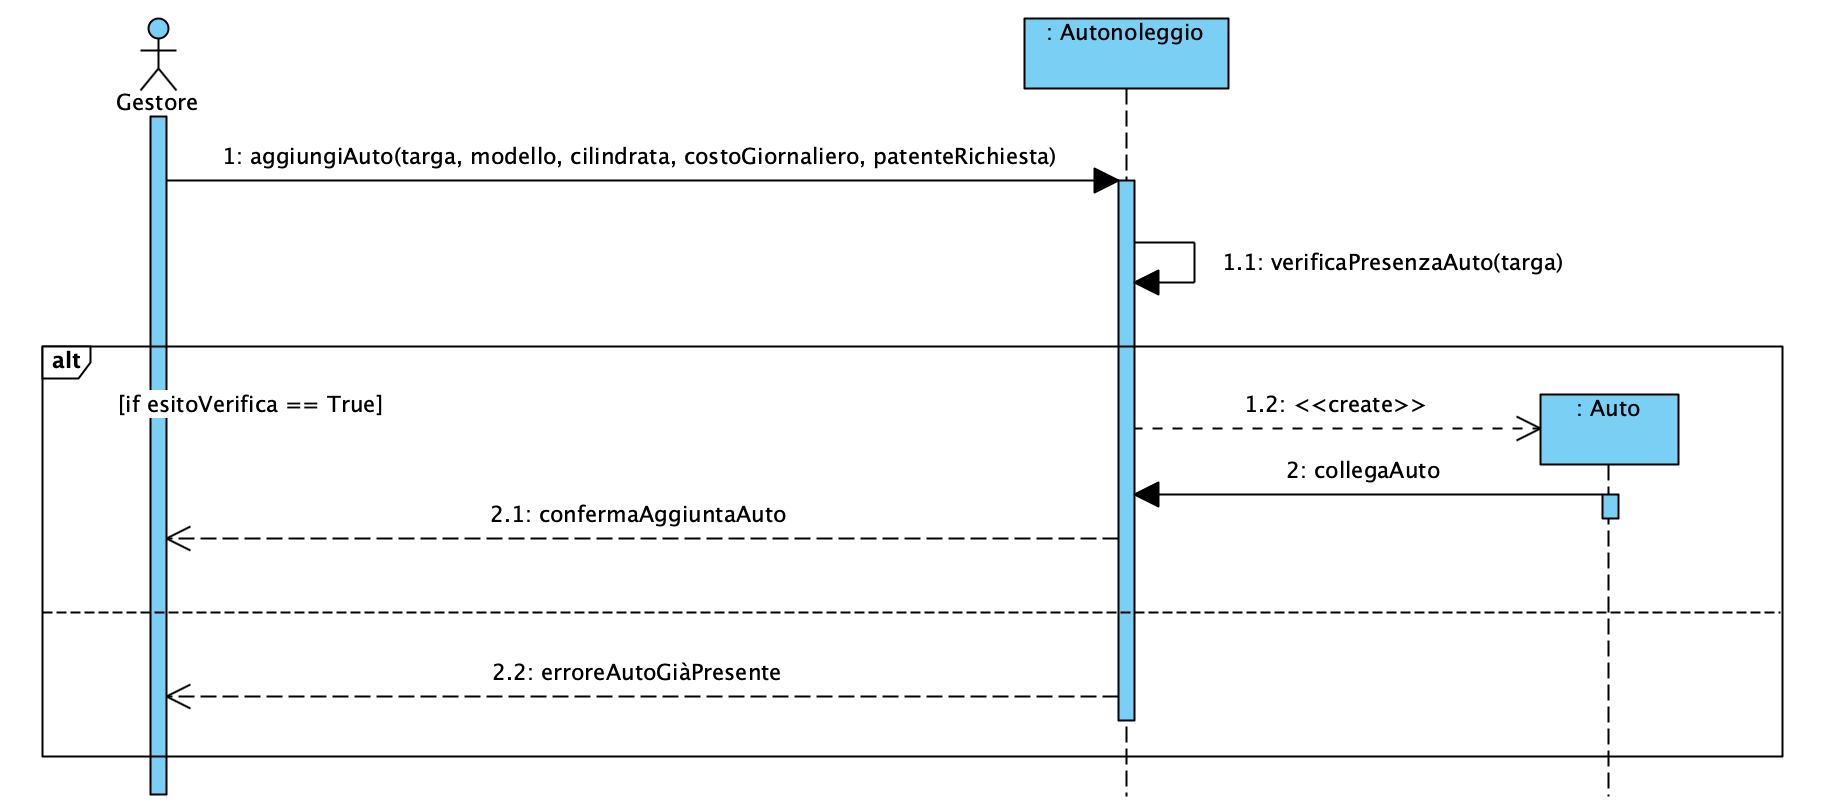 : Autonoleggio
Gestore
1: aggiungiAuto(targa, modello, cilindrata, costoGiornaliero, patenteRichiesta)
1.1: verificaPresenzaAuto(targa)
alt
[if esitoVerifica == True]
1.2: <<create>>
: Auto
2: collegaAuto
2.1: confermaAggiuntaAuto
2.2: erroreAutoGiàPresente